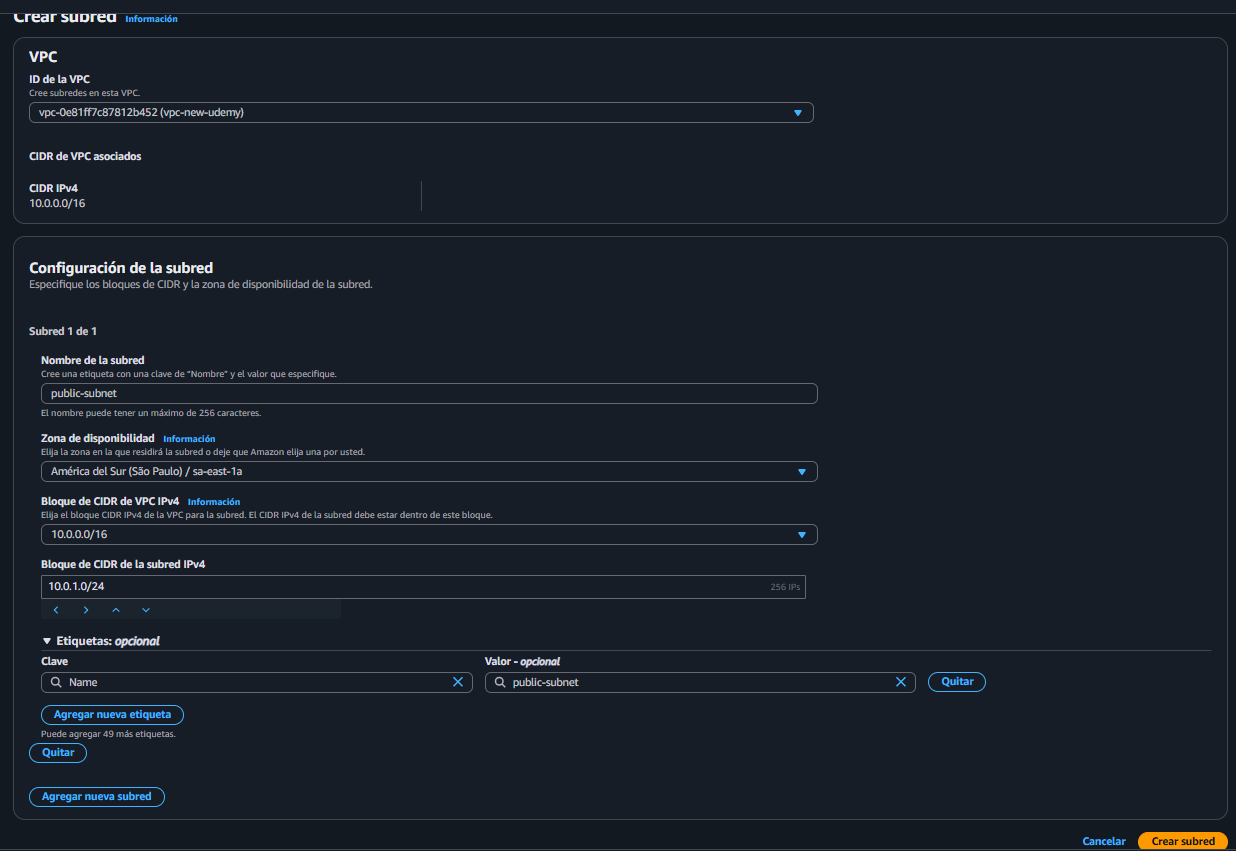 Crear subred Información
VPC
ID de la VPC
Cree subredes en esta VPC.
vpc-0e81ff7c87812b452 (vpc-new-udemy)
CIDR de VPC asociados
CIDR IPv4
10.0.0.0/16
Configuración de la subred
Especifique los bloques de CIDR y la zona de disponibilidad de la subred.
Subred 1 de 1
Nombre de la subred
Cree una etiqueta con una clave de "Nombre" y el valor que especifique.
public-subnet
El nombre puede tener un máximo de 256 caracteres.
Zona de disponibilidad Información
Elija la zona en la que residirá la subred o deje que Amazon elija una por usted.
América del Sur (São Paulo) / sa-east-1a
Bloque de CIDR de VPC IPv4 Información
Elija el bloque CIDR IPv4 de la VPC para la subred. El CIDR IPv4 de la subred debe estar dentro de este bloque.
10.0.0.0/16
Bloque de CIDR de la subred IPv4
10.0.1.0/24 256 IPs
Etiquetas: opcional
Clave Valor - opcional
Name public-subnet Quitar
Agregar nueva etiqueta
Puede agregar 49 más etiquetas.
Quitar
Agregar nueva subred
Cancelar Crear subred